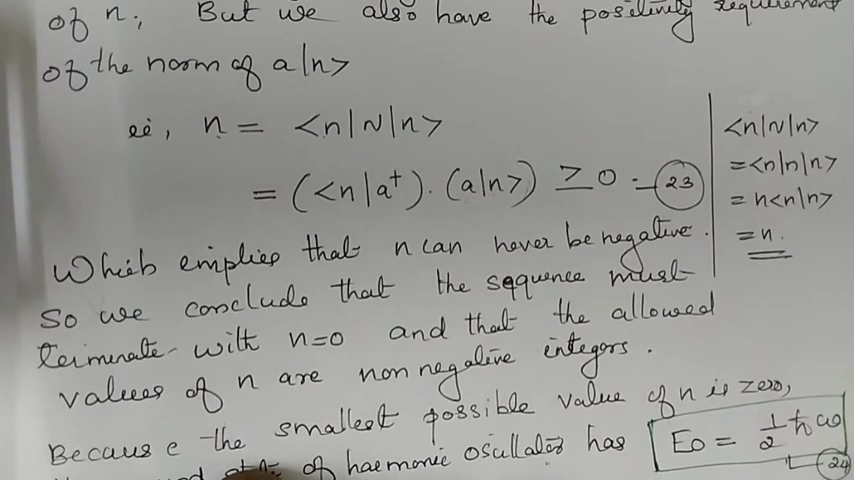 of n. But we also have the positivity requirement
of the norm of a|n>
ie, n = <n|N|n>
= (<n|a†).(a|n>) ≥ 0 — 23
<n|N|n>
= <n|n|n>
= n<n|n>
= n.
Which implies that n can never be negative.
So we conclude that the sequence must
terminate with n=0 and that the allowed
values of n are non negative integers.
Because the smallest possible value of n is zero,
of haemonic oscillator has E0 = 1/2 ħω
24